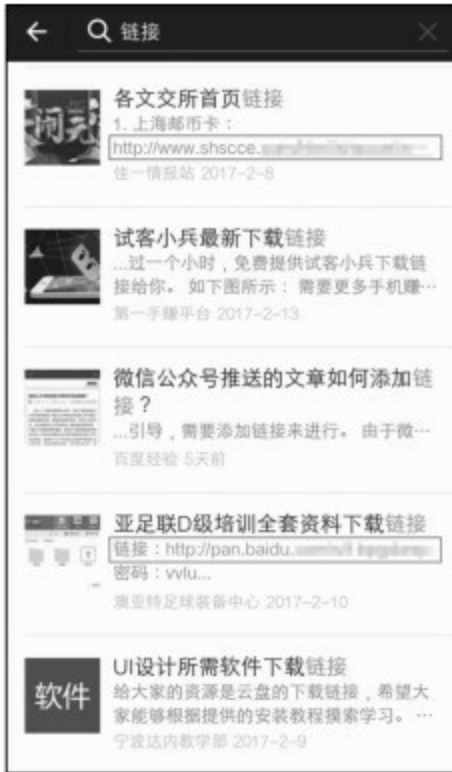 链接
各文交所首页链接
1. 上海邮币卡：
http://www.shscce.
佳一情报站 2017-2-8
试客小兵最新下载链接
...过一个小时，免费提供试客小兵下载链
接给你。 如下图所示： 需要更多手机赚…
第一手赚平台 2017-2-13
微信公众号推送的文章如何添加链
接？
...引导，需要添加链接来进行。 由于微…
百度经验 5天前
亚足联D级培训全套资料下载链接
链接：http://pan.baidu.
密码：vvlu...
澳亚特足球装备中心 2017-2-10
软件
UI设计所需软件下载链接
给大家的资源是云盘的下载链接，希望大
家能够根据提供的安装教程摸索学习。 …
宁波达内教学部 2017-2-9